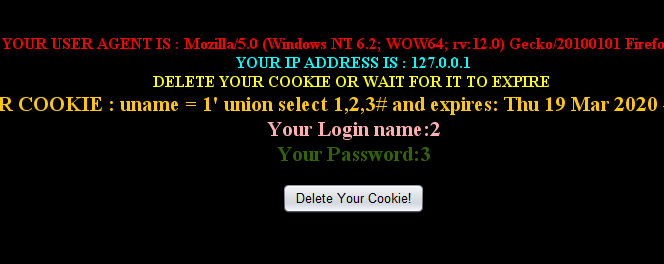 YOUR USER AGENT IS : Mozilla/5.0 (Windows NT 6.2; WOW64; rv:12.0) Gecko/20100101
YOUR IP ADDRESS IS : 127.0.0.1
DELETE YOUR COOKIE OR WAIT FOR IT TO EXPIRE
COOKIE : uname = 1' union select 1,2,3# and expires: Thu 19 Mar 2020
Your Login name:2
Your Password:3
Delete Your Cookie!